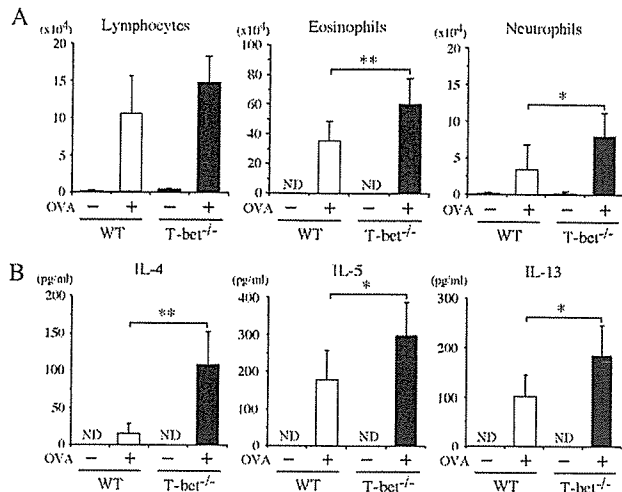 A
Lymphocytes
(x10⁴)
20
15
10
5
0
OVA − + − +
WT T-bet⁻/⁻
Eosinophils
(x10⁴)
100
80
60
40
20
0
**
ND ND
OVA − + − +
WT T-bet⁻/⁻
Neutrophils
(x10⁴)
15
10
5
0
*
OVA − + − +
WT T-bet⁻/⁻
B
IL-4
(pg/ml)
200
150
100
50
0
**
ND ND
OVA − + − +
WT T-bet⁻/⁻
IL-5
(pg/ml)
400
300
200
100
0
*
ND ND
OVA − + − +
WT T-bet⁻/⁻
IL-13
(pg/ml)
300
200
100
0
*
ND ND
OVA − + − +
WT T-bet⁻/⁻